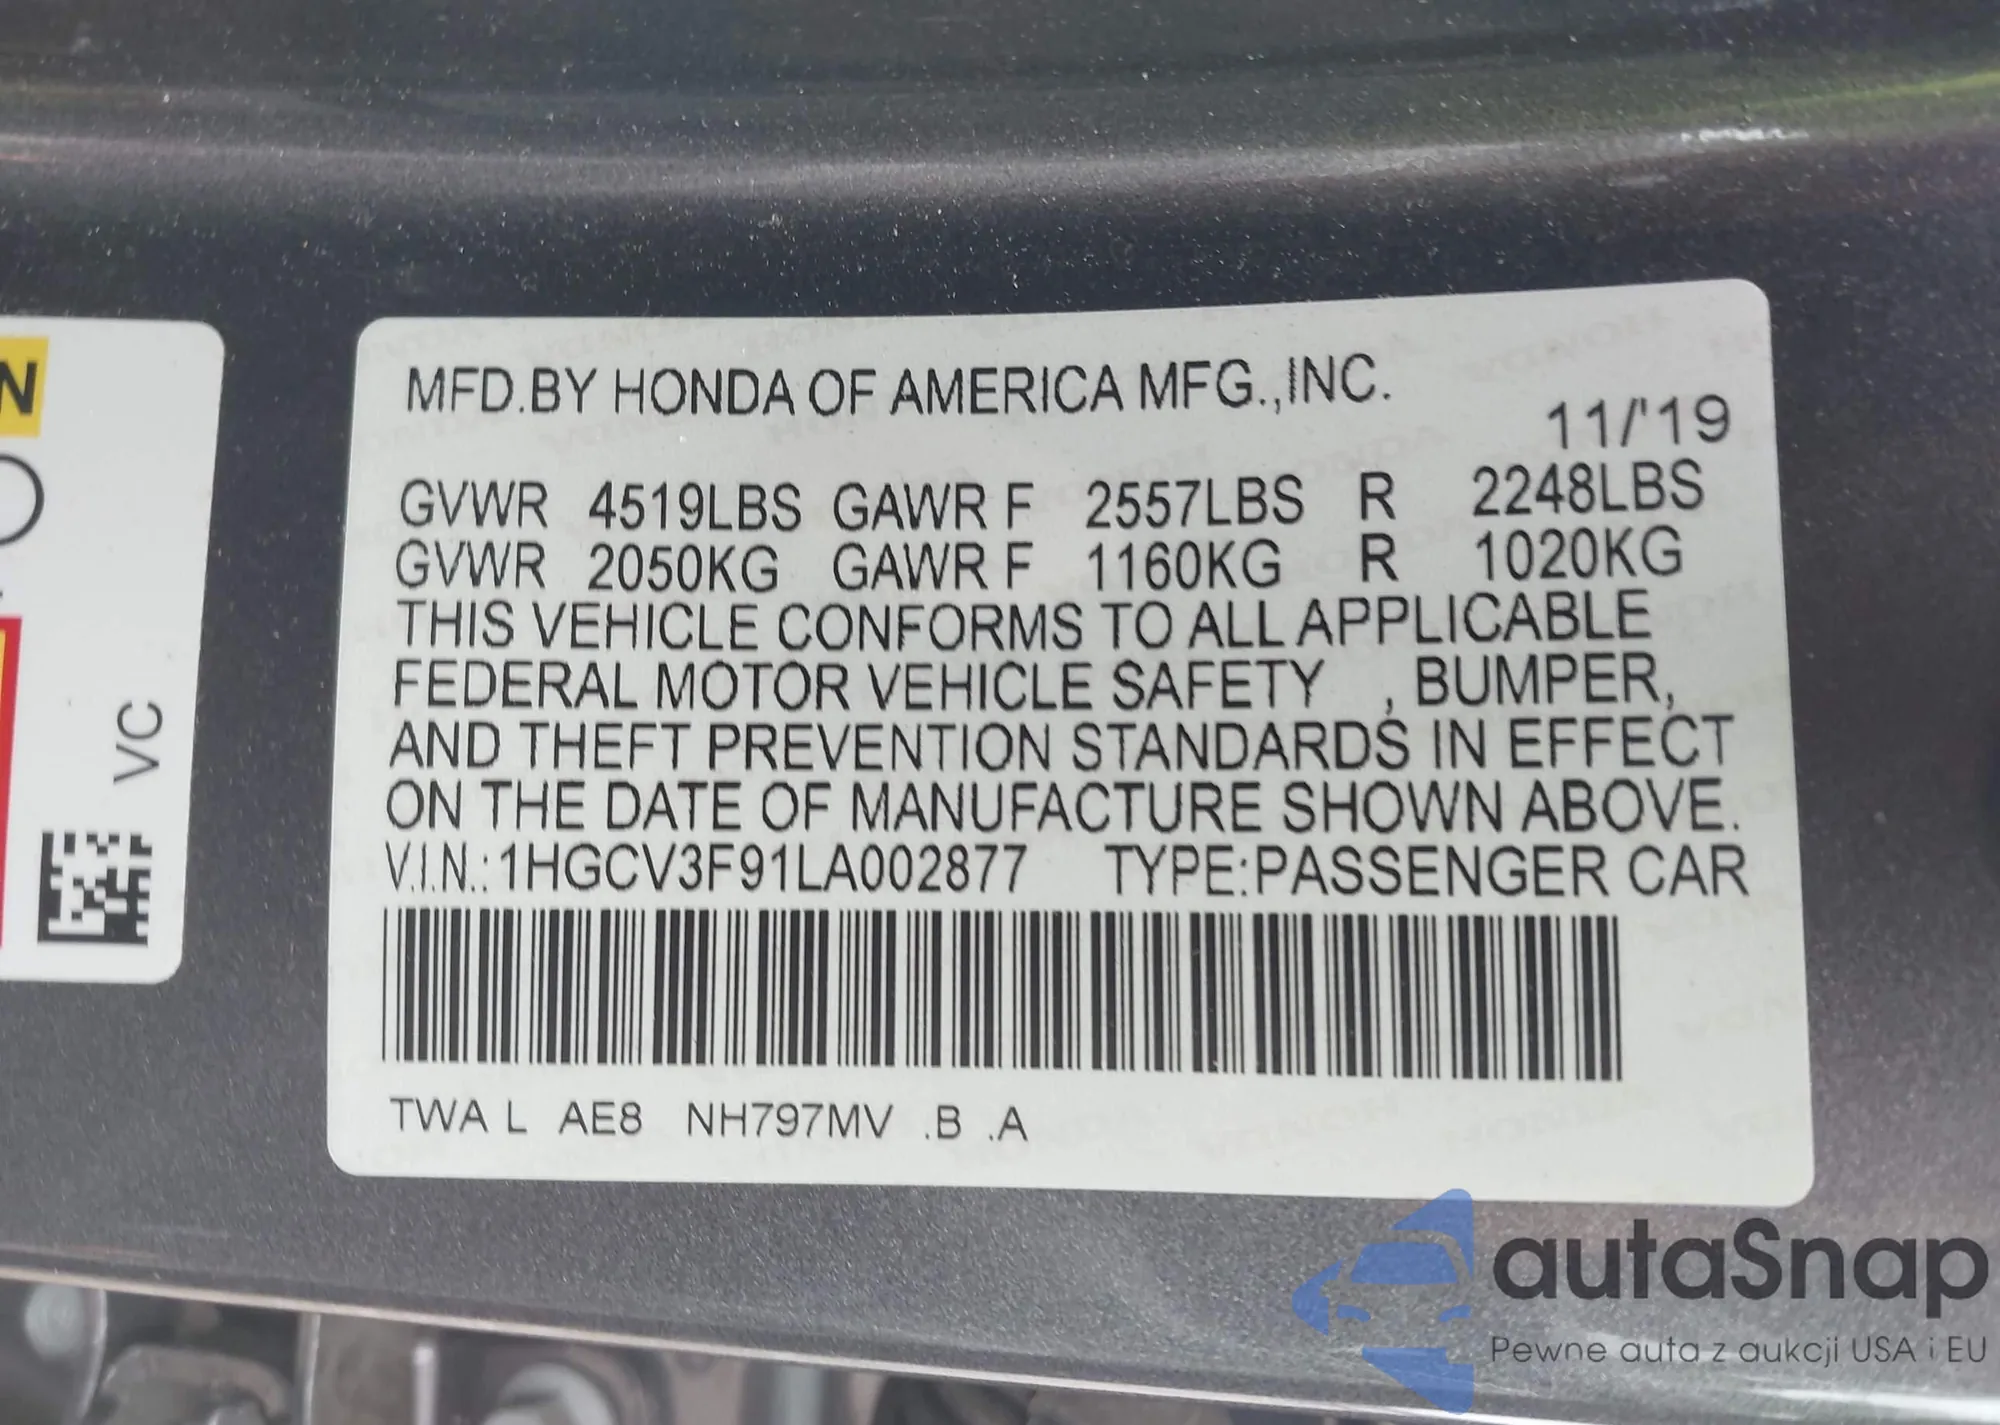 N
VC
MFD.BY HONDA OF AMERICA MFG.,INC.
11/'19
GVWR 4519LBS GAWR F 2557LBS R 2248LBS
GVWR 2050KG GAWR F 1160KG R 1020KG
THIS VEHICLE CONFORMS TO ALL APPLICABLE
FEDERAL MOTOR VEHICLE SAFETY , BUMPER,
AND THEFT PREVENTION STANDARDS IN EFFECT
ON THE DATE OF MANUFACTURE SHOWN ABOVE.
V.I.N.: 1HGCV3F91LA002877 TYPE:PASSENGER CAR
TWA L AE8 NH797MV .B .A
autaSnap
Pewne auta z aukcji USA i EU